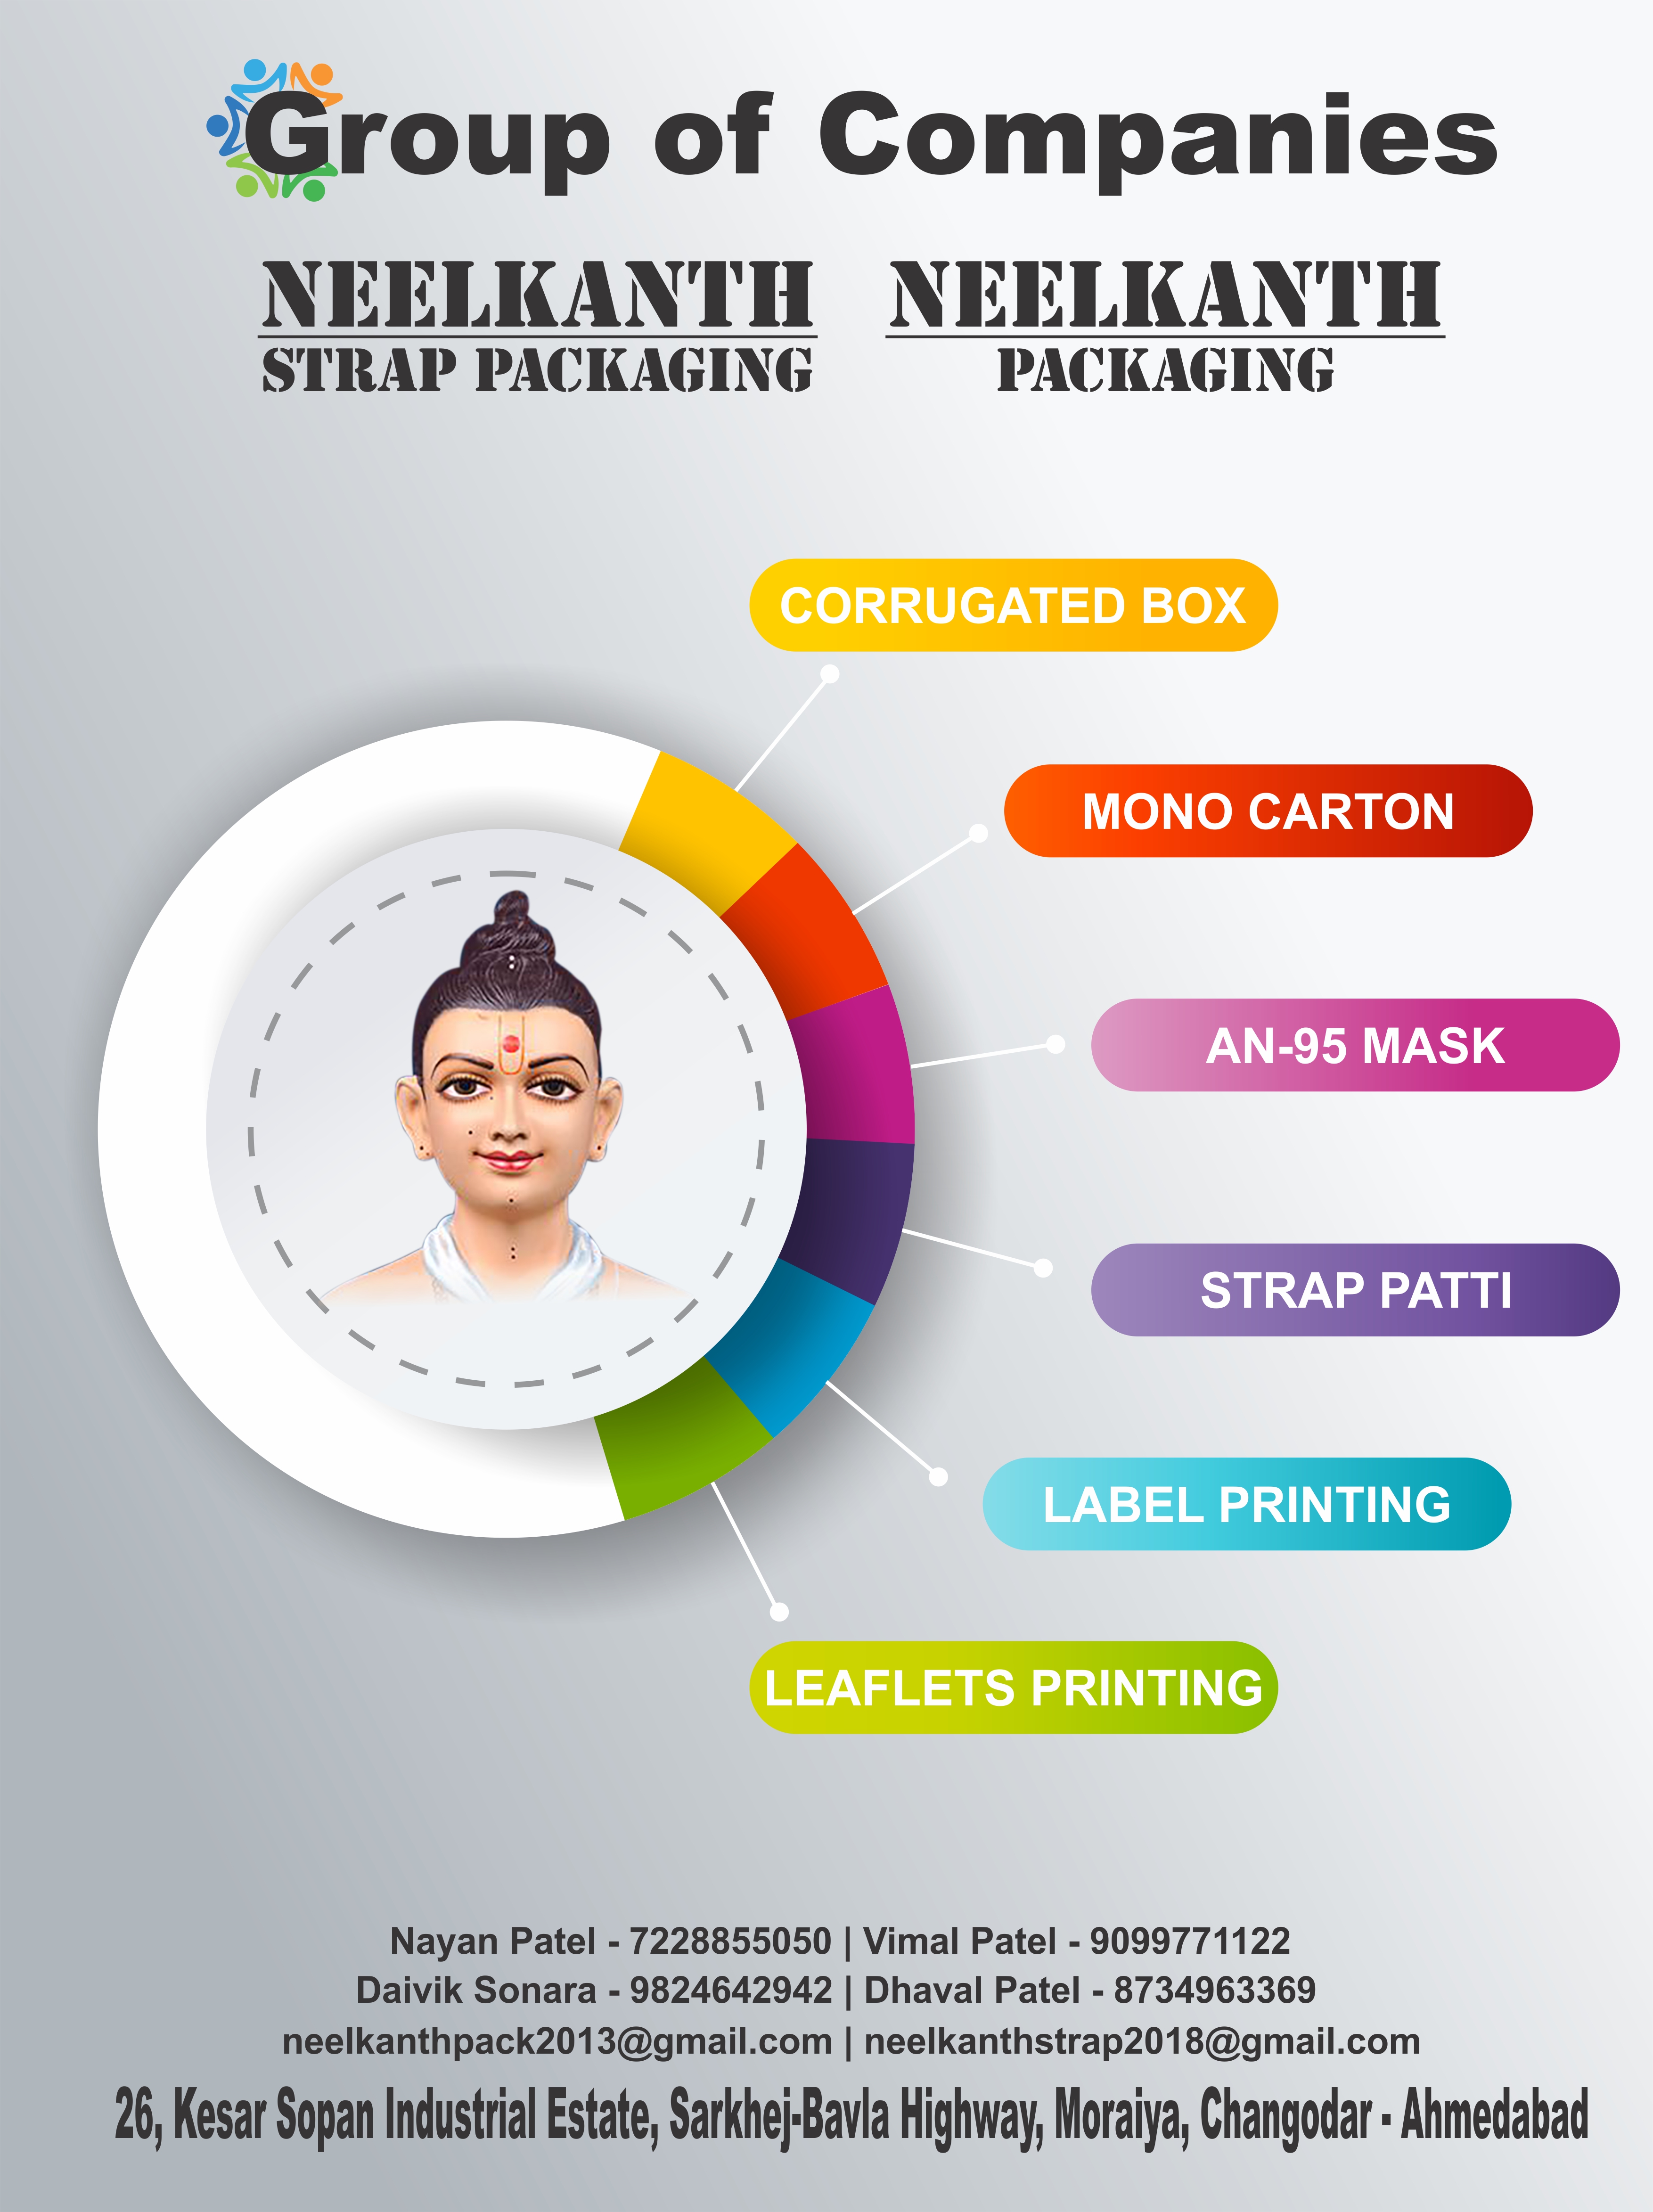 Group of Companies
NEELKANTH
STRAP PACKAGING
NEELKANTH
PACKAGING
CORRUGATED BOX
MONO CARTON
AN-95 MASK
STRAP PATTI
LABEL PRINTING
LEAFLETS PRINTING
Nayan Patel - 7228855050 | Vimal Patel - 9099771122
Daivik Sonara - 9824642942 | Dhaval Patel - 8734963369
neelkanthpack2013@gmail.com | neelkanthstrap2018@gmail.com
26, Kesar Sopan Industrial Estate, Sarkhej-Bavla Highway, Moraiya, Changodar - Ahmedabad